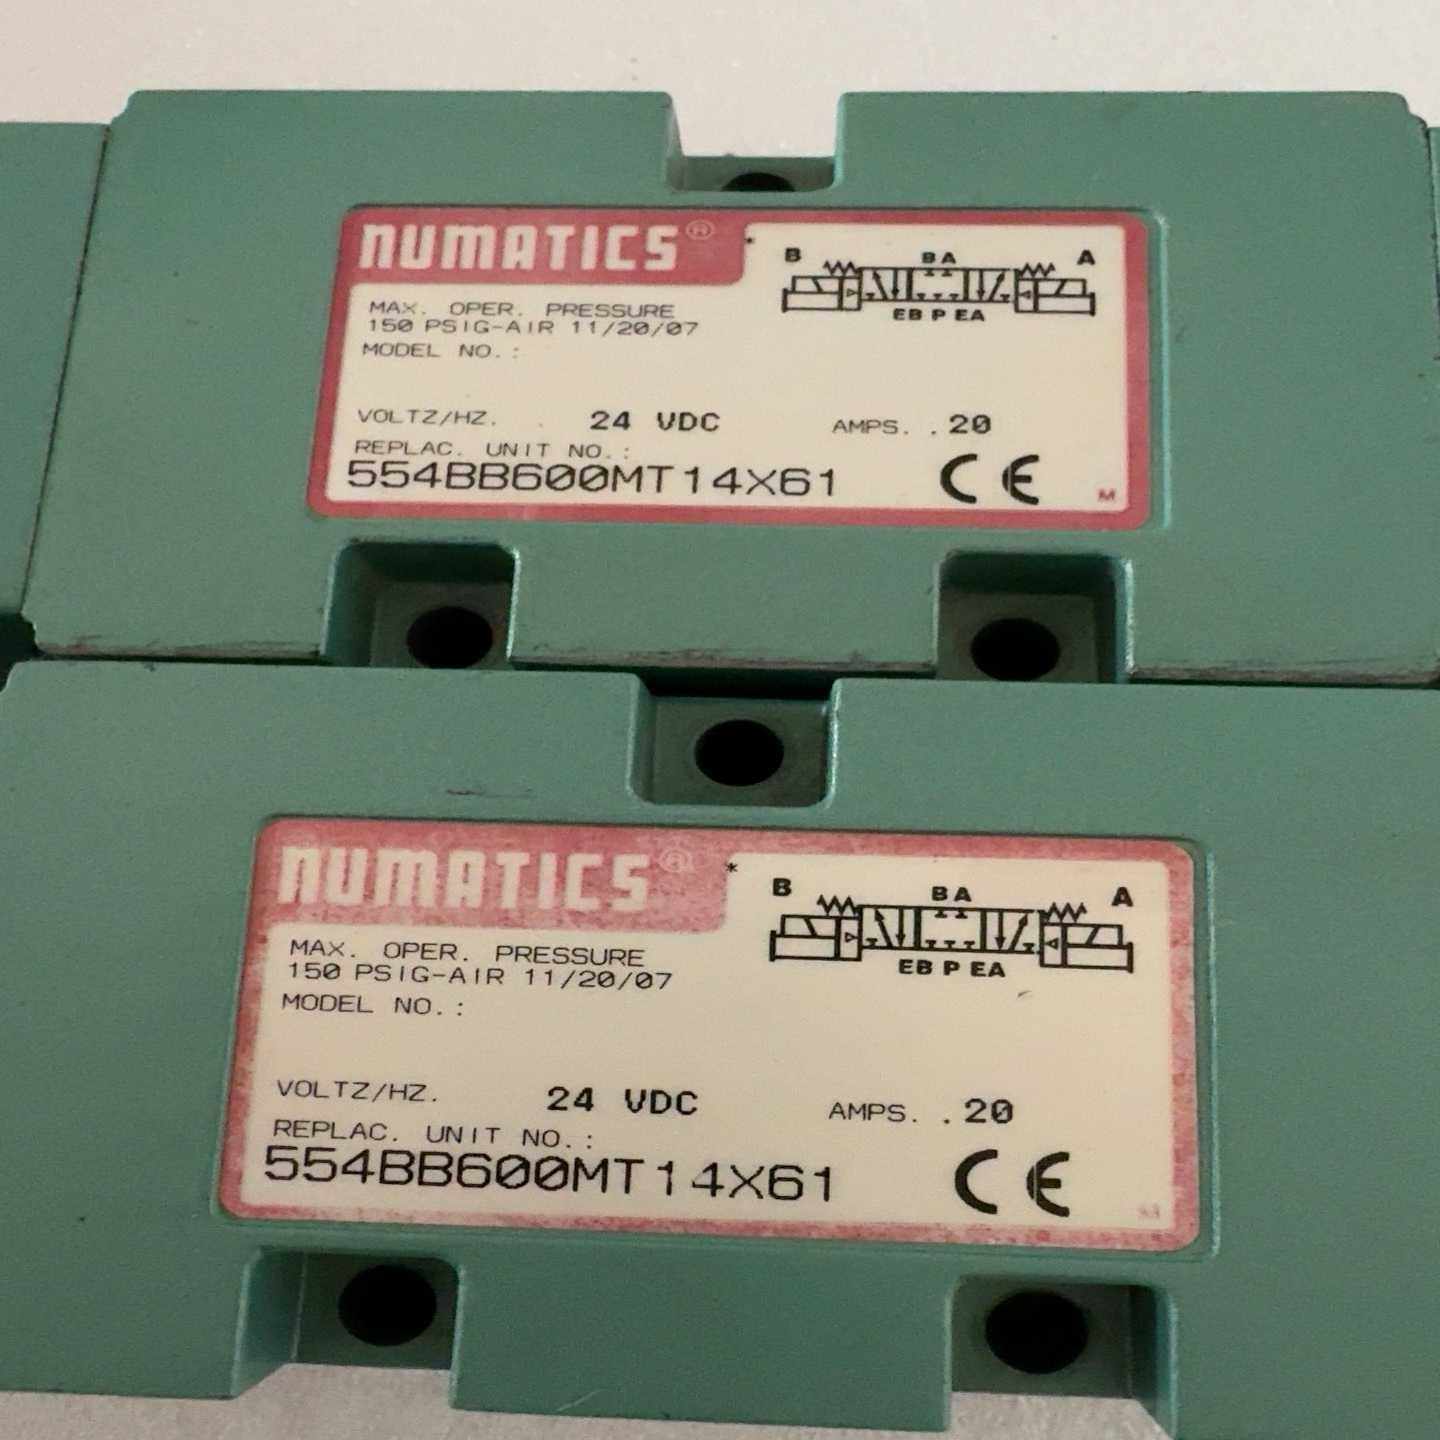 NUMATICS®
* B B A A
EB P EA
MAX. OPER. PRESSURE
150 PSIG-AIR 11/20/07
MODEL NO.:
VOLTZ/HZ. 24 VDC AMPS. .20
REPLAC. UNIT NO.:
554BB600MT14X61 CE
M
NUMATICS®
* B B A A
EB P EA
MAX. OPER. PRESSURE
150 PSIG-AIR 11/20/07
MODEL NO.:
VOLTZ/HZ. 24 VDC AMPS. .20
REPLAC. UNIT NO.:
554BB600MT14X61 CE
M